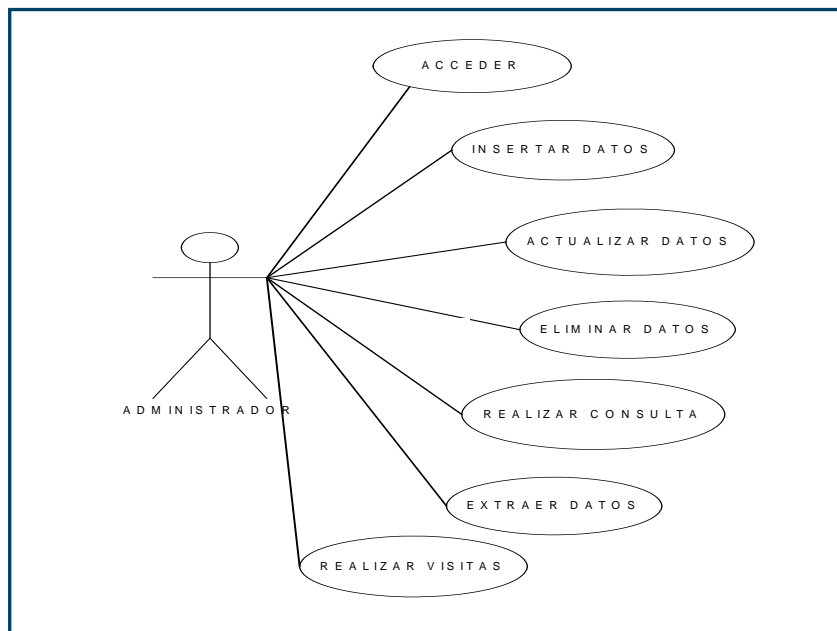 ACCEDER
INSERTAR DATOS
ACTUALIZAR DATOS
ELIMINAR DATOS
REALIZAR CONSULTA
ADMINISTRADOR
EXTRAER DATOS
REALIZAR VISITAS